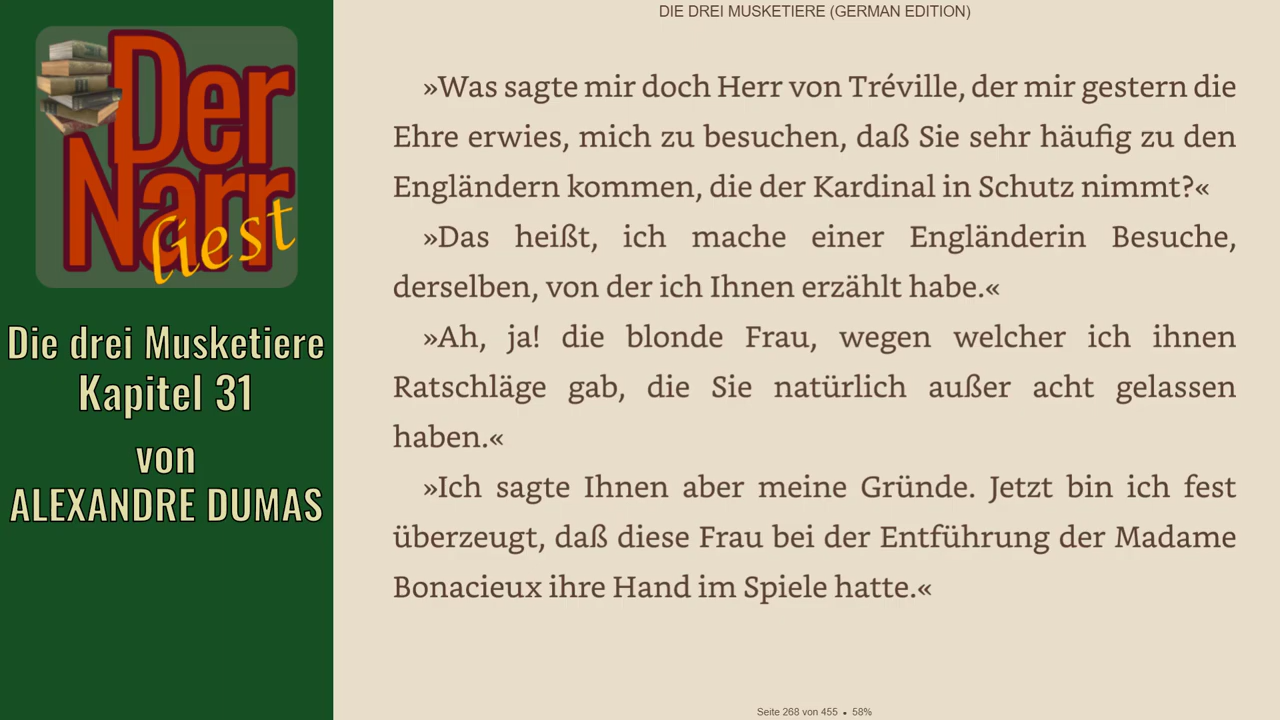 Der
Narr
liest
Die drei Musketiere
Kapitel 31
von
ALEXANDRE DUMAS
DIE DREI MUSKETIERE (GERMAN EDITION)
»Was sagte mir doch Herr von Tréville, der mir gestern die
Ehre erwies, mich zu besuchen, daß Sie sehr häufig zu den
Engländern kommen, die der Kardinal in Schutz nimmt?«
»Das heißt, ich mache einer Engländerin Besuche,
derselben, von der ich Ihnen erzählt habe.«
»Ah, ja! die blonde Frau, wegen welcher ich ihnen
Ratschläge gab, die Sie natürlich außer acht gelassen
haben.«
»Ich sagte Ihnen aber meine Gründe. Jetzt bin ich fest
überzeugt, daß diese Frau bei der Entführung der Madame
Bonacieux ihre Hand im Spiele hatte.«
Seite 268 von 455 • 58%